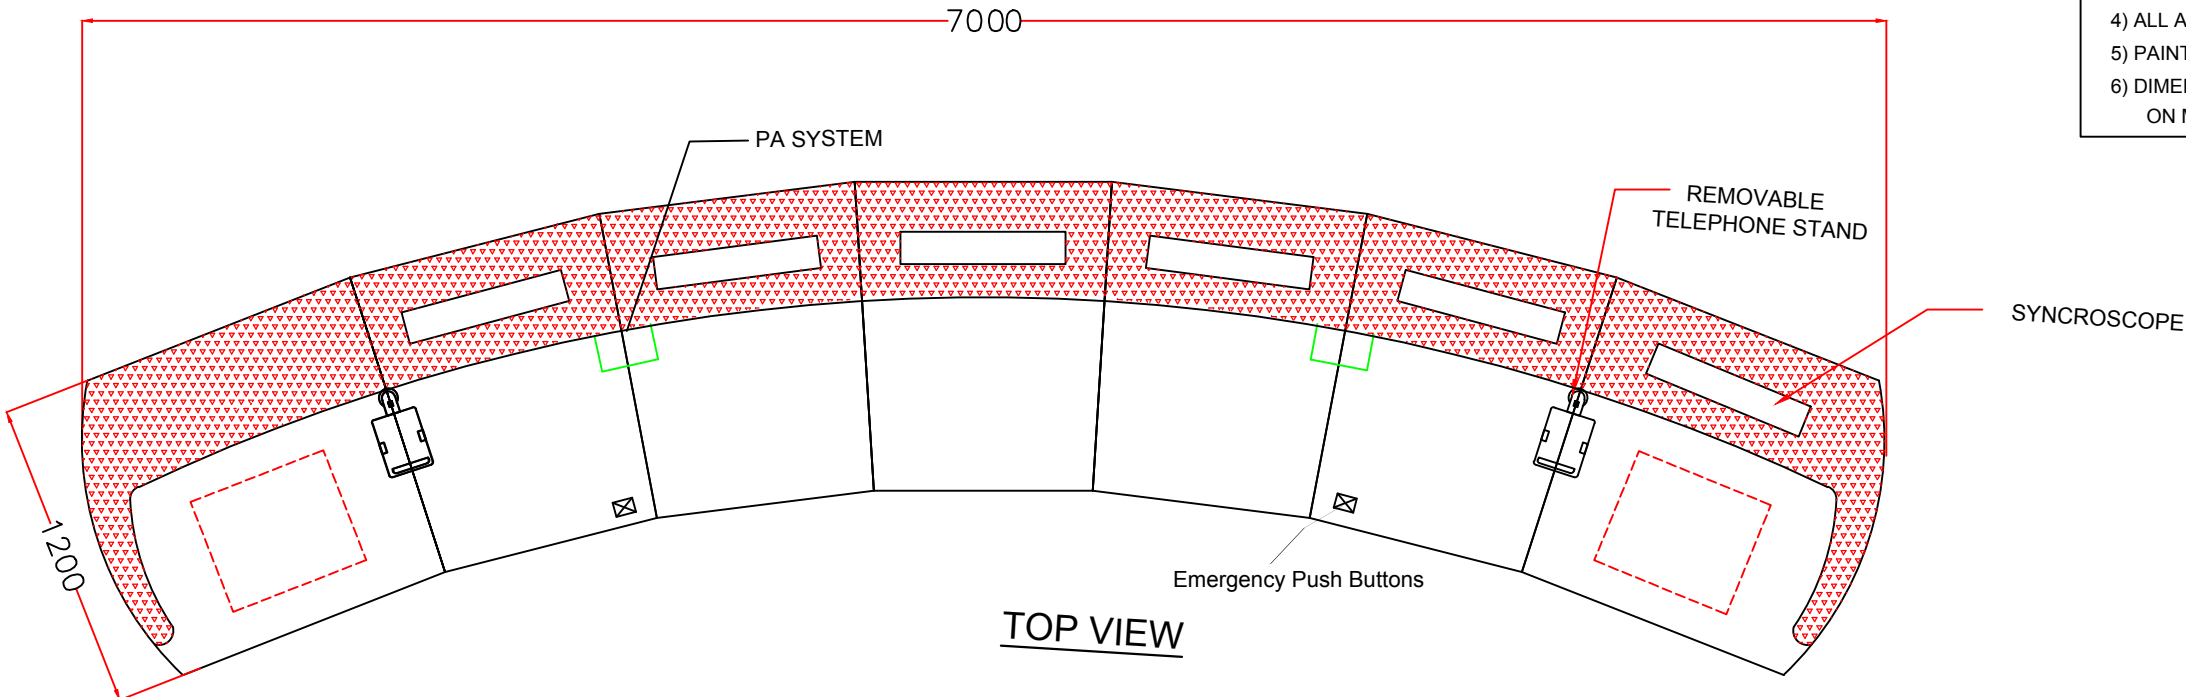 7000
4) ALL A
5) PAINT
6) DIME
ON M
PA SYSTEM
REMOVABLE
TELEPHONE STAND
SYNCROSCOPE
1200
Emergency Push Buttons
TOP VIEW